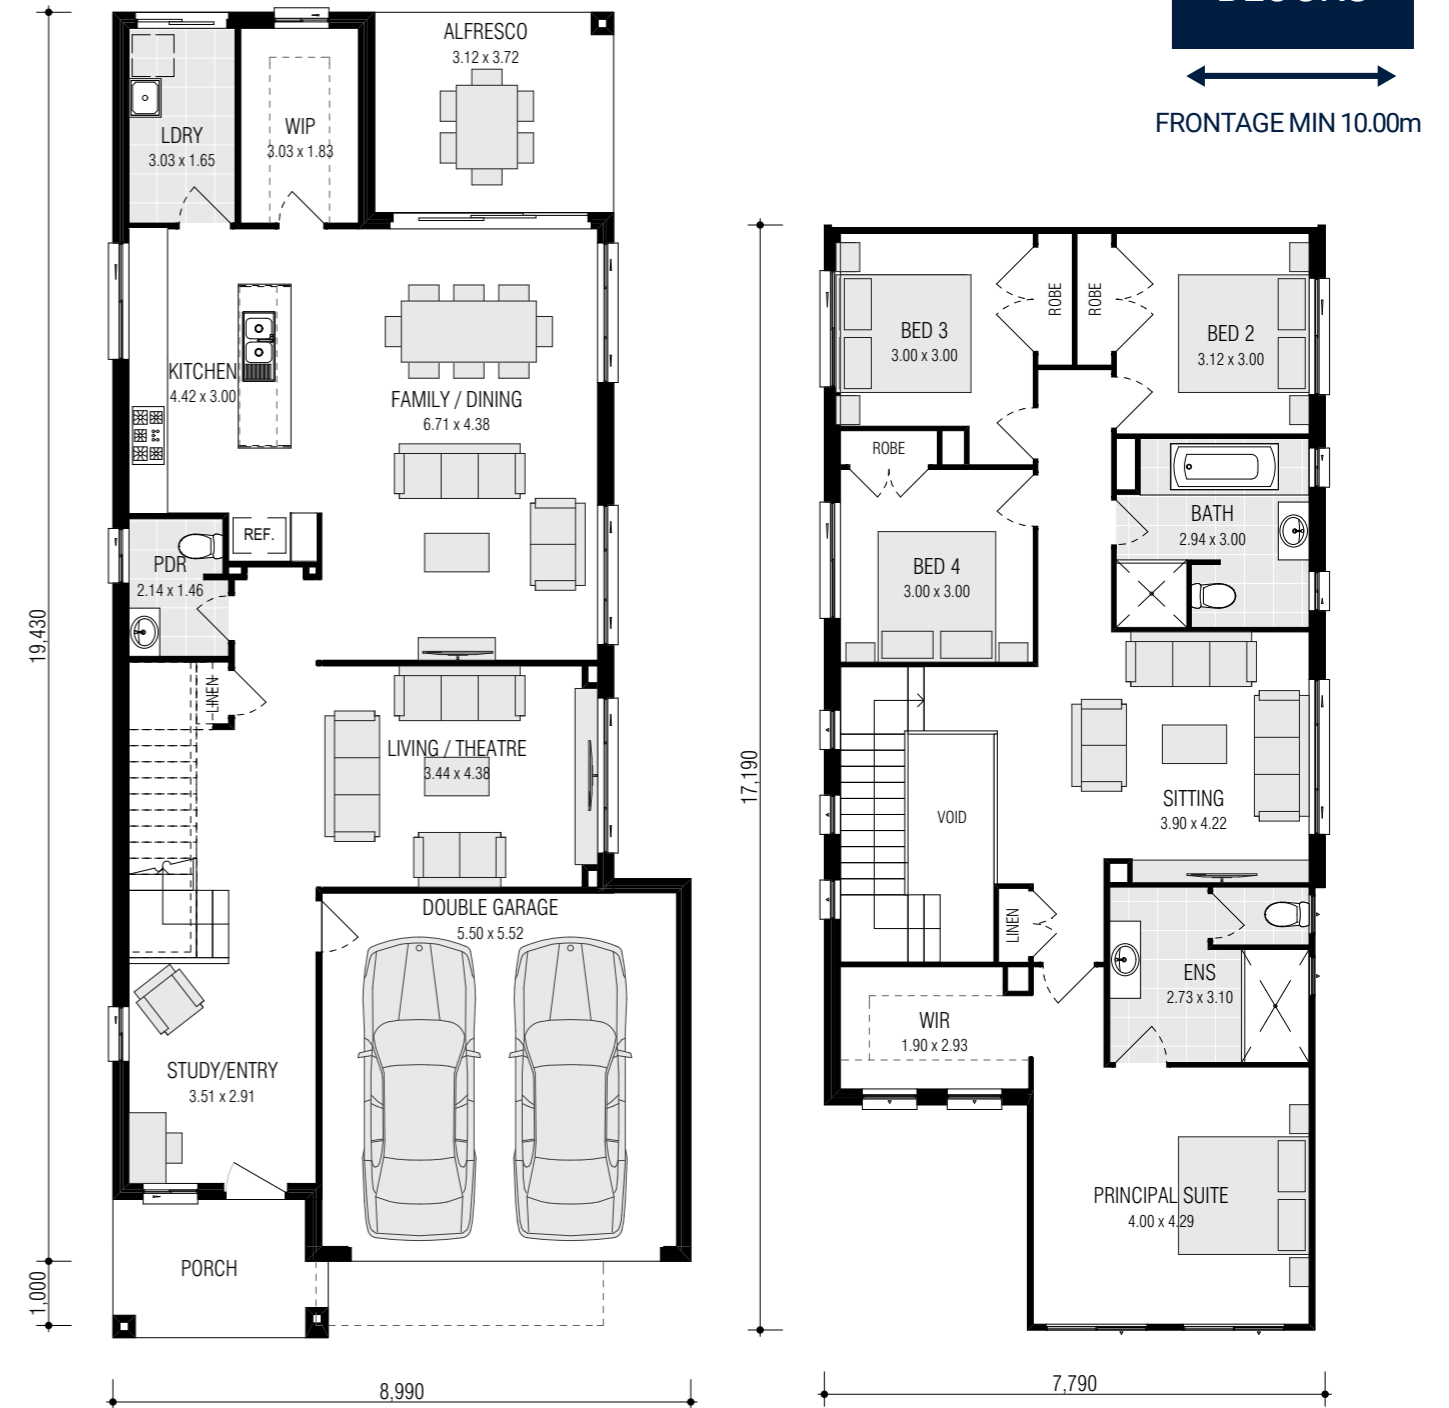 FRONTAGE MIN 10.00m
ALFRESCO
3.12 x 3.72
LDRY
3.03 x 1.65
WIP
3.03 x 1.83
KITCHEN
4.42 x 3.00
FAMILY / DINING
6.71 x 4.38
REF.
PDR
2.14 x 1.46
LINEN
LIVING / THEATRE
3.44 x 4.38
DOUBLE GARAGE
5.50 x 5.52
STUDY/ENTRY
3.51 x 2.91
PORCH
19,430
1,000
8,990
BED 3
3.00 x 3.00
ROBE
ROBE
BED 2
3.12 x 3.00
ROBE
BATH
2.94 x 3.00
BED 4
3.00 x 3.00
SITTING
3.90 x 4.22
VOID
LINEN
ENS
2.73 x 3.10
WIR
1.90 x 2.93
PRINCIPAL SUITE
4.00 x 4.29
17,190
7,790